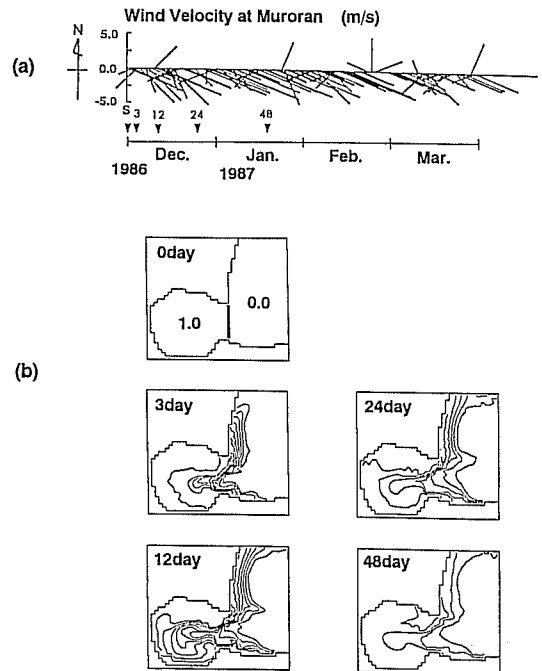 Wind Velocity at Muroran (m/s)
N
(a)
5.0
0.0
-5.0
S 3 12 24 48
Dec. Jan. Feb. Mar.
1986 1987
(b)
0day
1.0
0.0
3day
24day
12day
48day